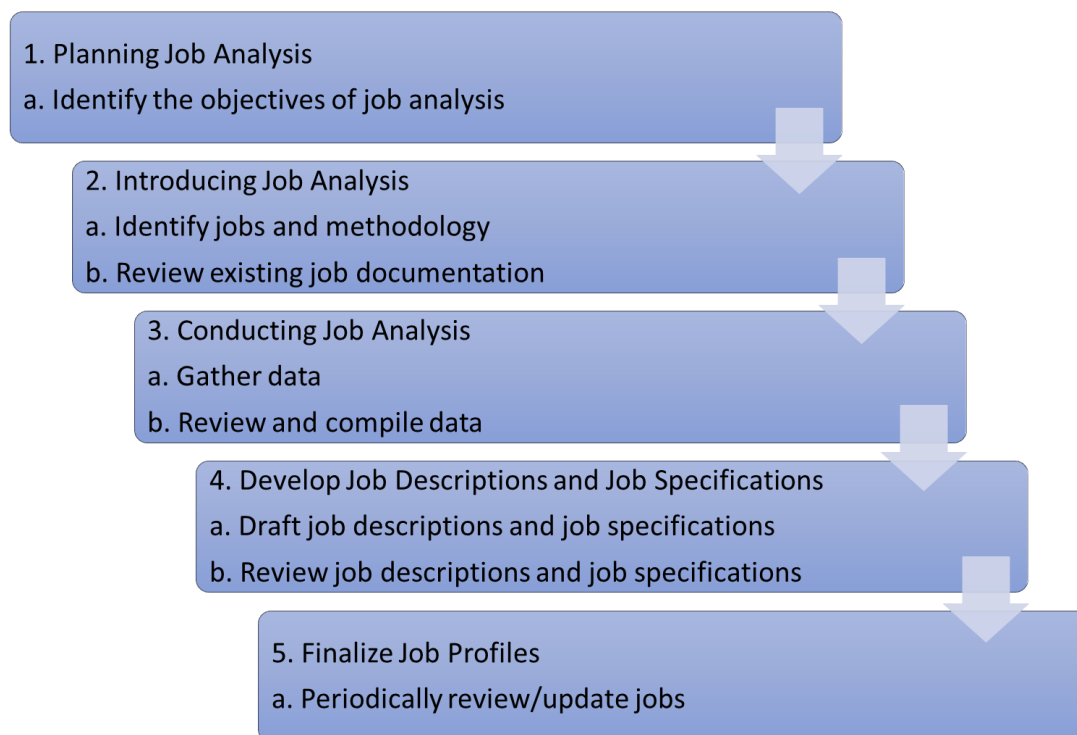 1. Planning Job Analysis
a. Identify the objectives of job analysis
2. Introducing Job Analysis
a. Identify jobs and methodology
b. Review existing job documentation
3. Conducting Job Analysis
a. Gather data
b. Review and compile data
4. Develop Job Descriptions and Job Specifications
a. Draft job descriptions and job specifications
b. Review job descriptions and job specifications
5. Finalize Job Profiles
a. Periodically review/update jobs